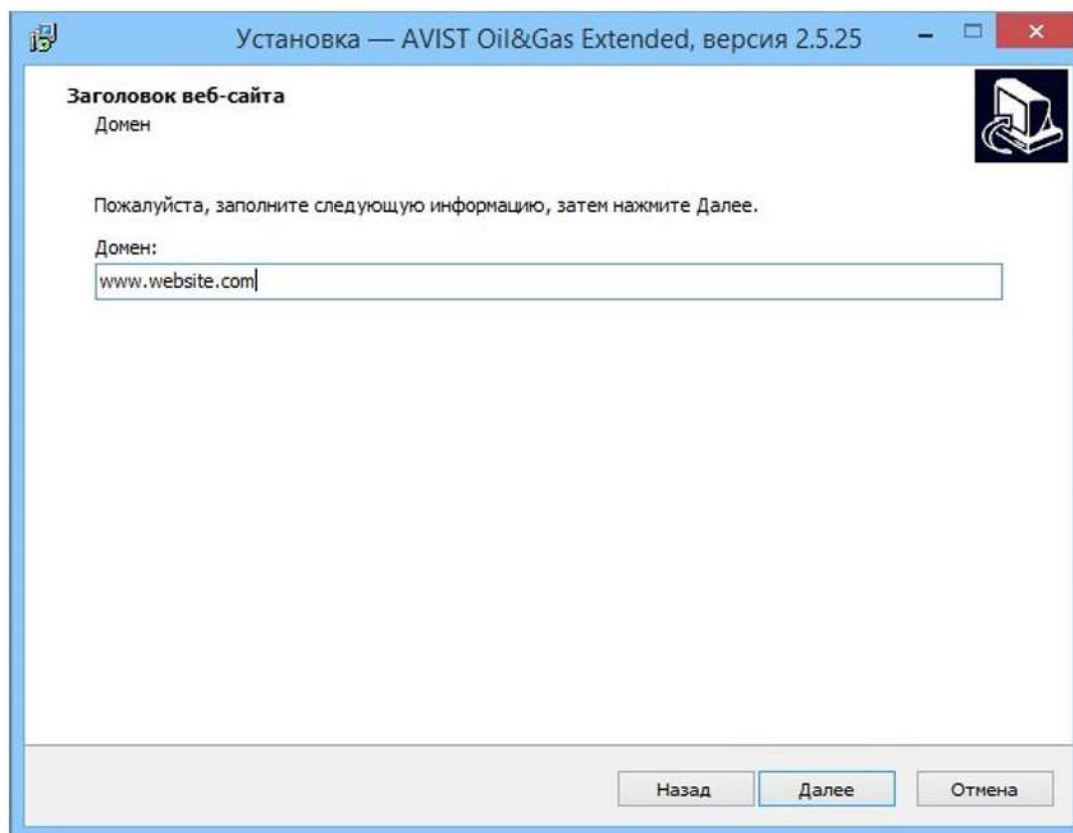 Установка — AVIST Oil&Gas Extended, версия 2.5.25
Заголовок веб-сайта
Домен
Пожалуйста, заполните следующую информацию, затем нажмите Далее.
Домен:
www.website.com
Назад Далее Отмена